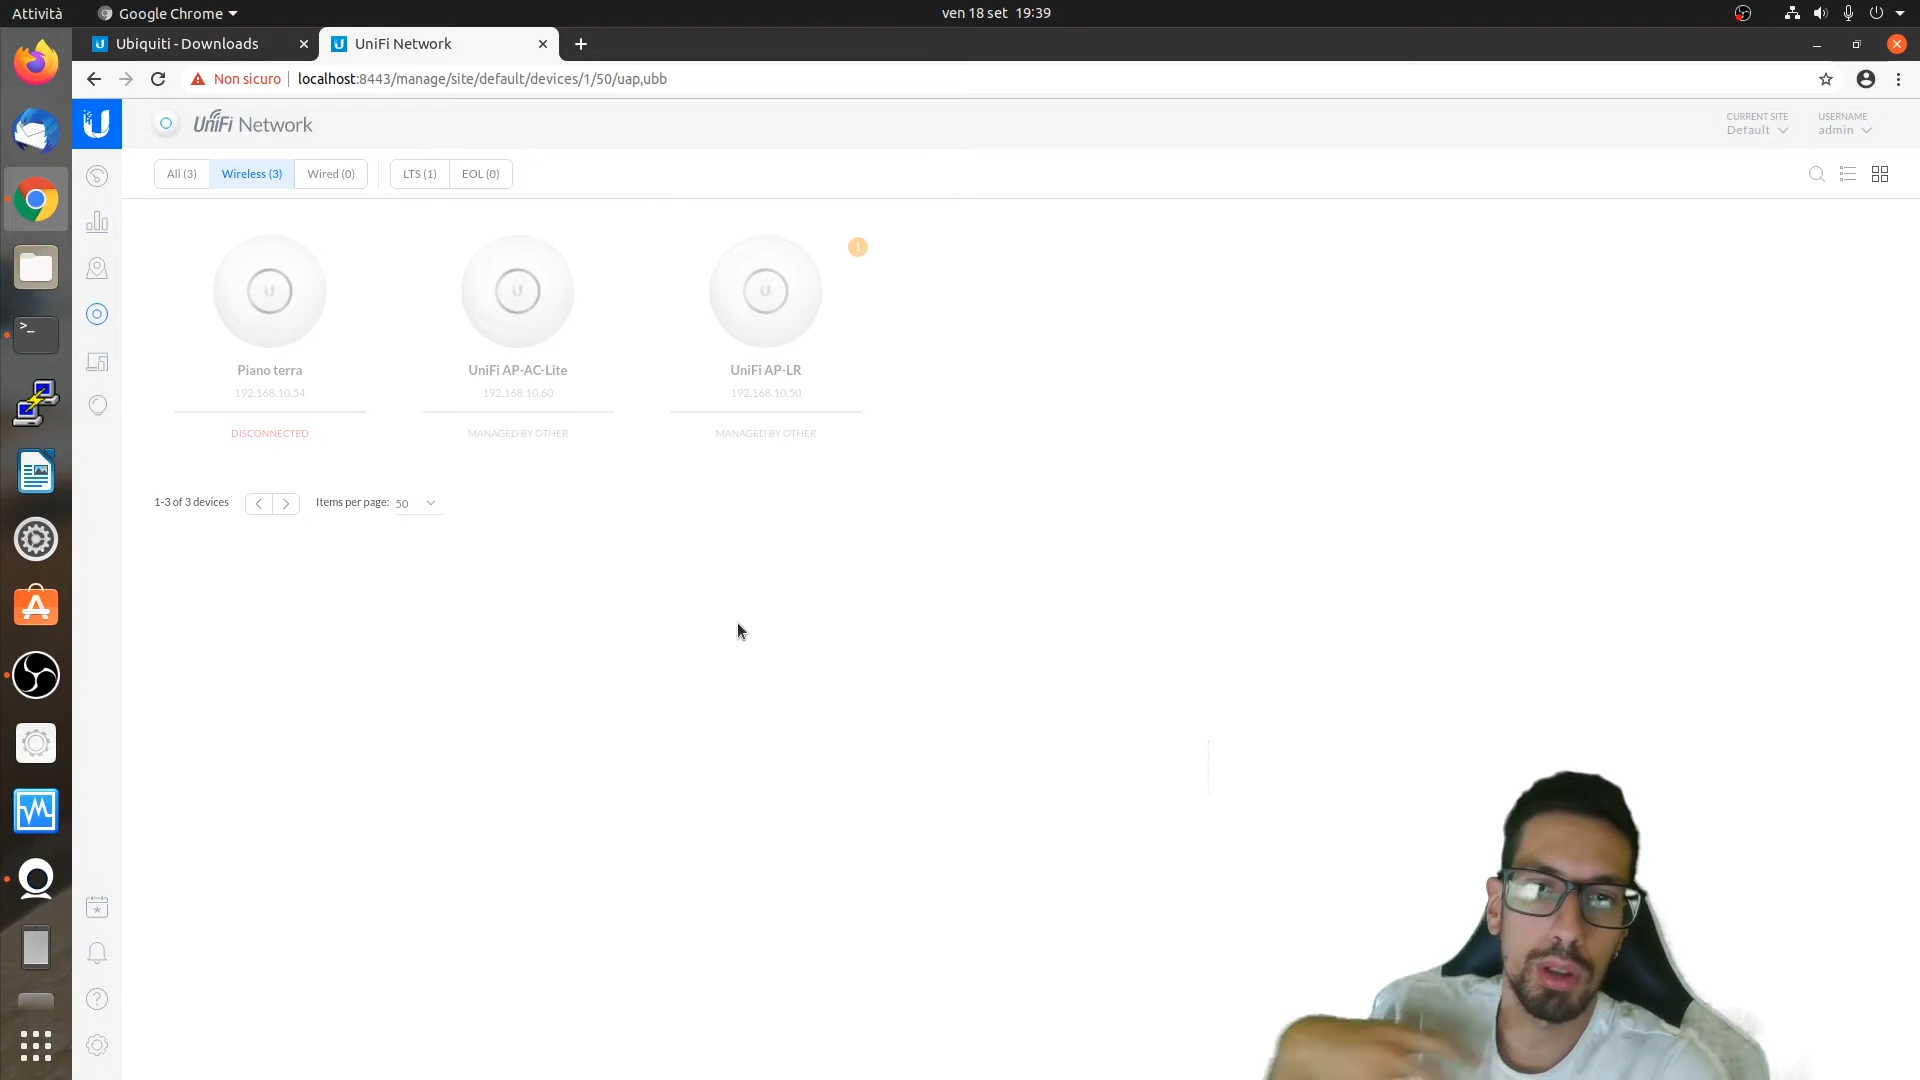 Attività
Google Chrome
ven 18 set 19:39
Ubiquiti - Downloads
UniFi Network
Non sicuro
localhost:8443/manage/site/default/devices/1/50/uap,ubb
UniFi Network
CURRENT SITE
Default
USERNAME
admin
All (3)
Wireless (3)
Wired (0)
LTS (1)
EOL (0)
1
Piano terra
192.168.10.54
DISCONNECTED
UniFi AP-AC-Lite
192.168.10.60
MANAGED BY OTHER
UniFi AP-LR
192.168.10.50
MANAGED BY OTHER
1-3 of 3 devices
Items per page: 50